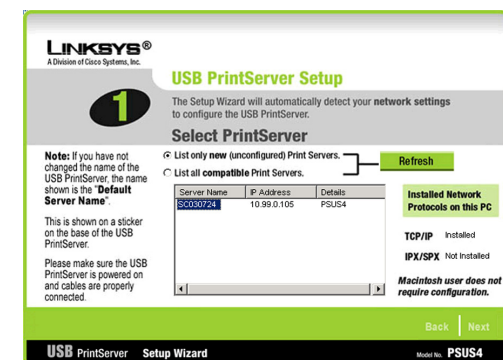 LINKSYS®
A Division of Cisco Systems, Inc.
USB PrintServer Setup
1
The Setup Wizard will automatically detect your network settings
to configure the USB PrintServer.
Select PrintServer
Note: If you have not
changed the name of the
USB PrintServer, the name
shown is the "Default
Server Name".
This is shown on a sticker
on the base of the USB
PrintServer.
Please make sure the USB
PrintServer is powered on
and cables are properly
connected.
List only new (unconfigured) Print Servers.
List all compatible Print Servers.
Refresh
Server Name IP Address Details
SC030724 10.99.0.105 PSUS4
Installed Network
Protocols on this PC
TCP/IP Installed
IPX/SPX Not Installed
Macintosh user does not
require configuration.
Back Next
USB PrintServer Setup Wizard Model No. PSUS4